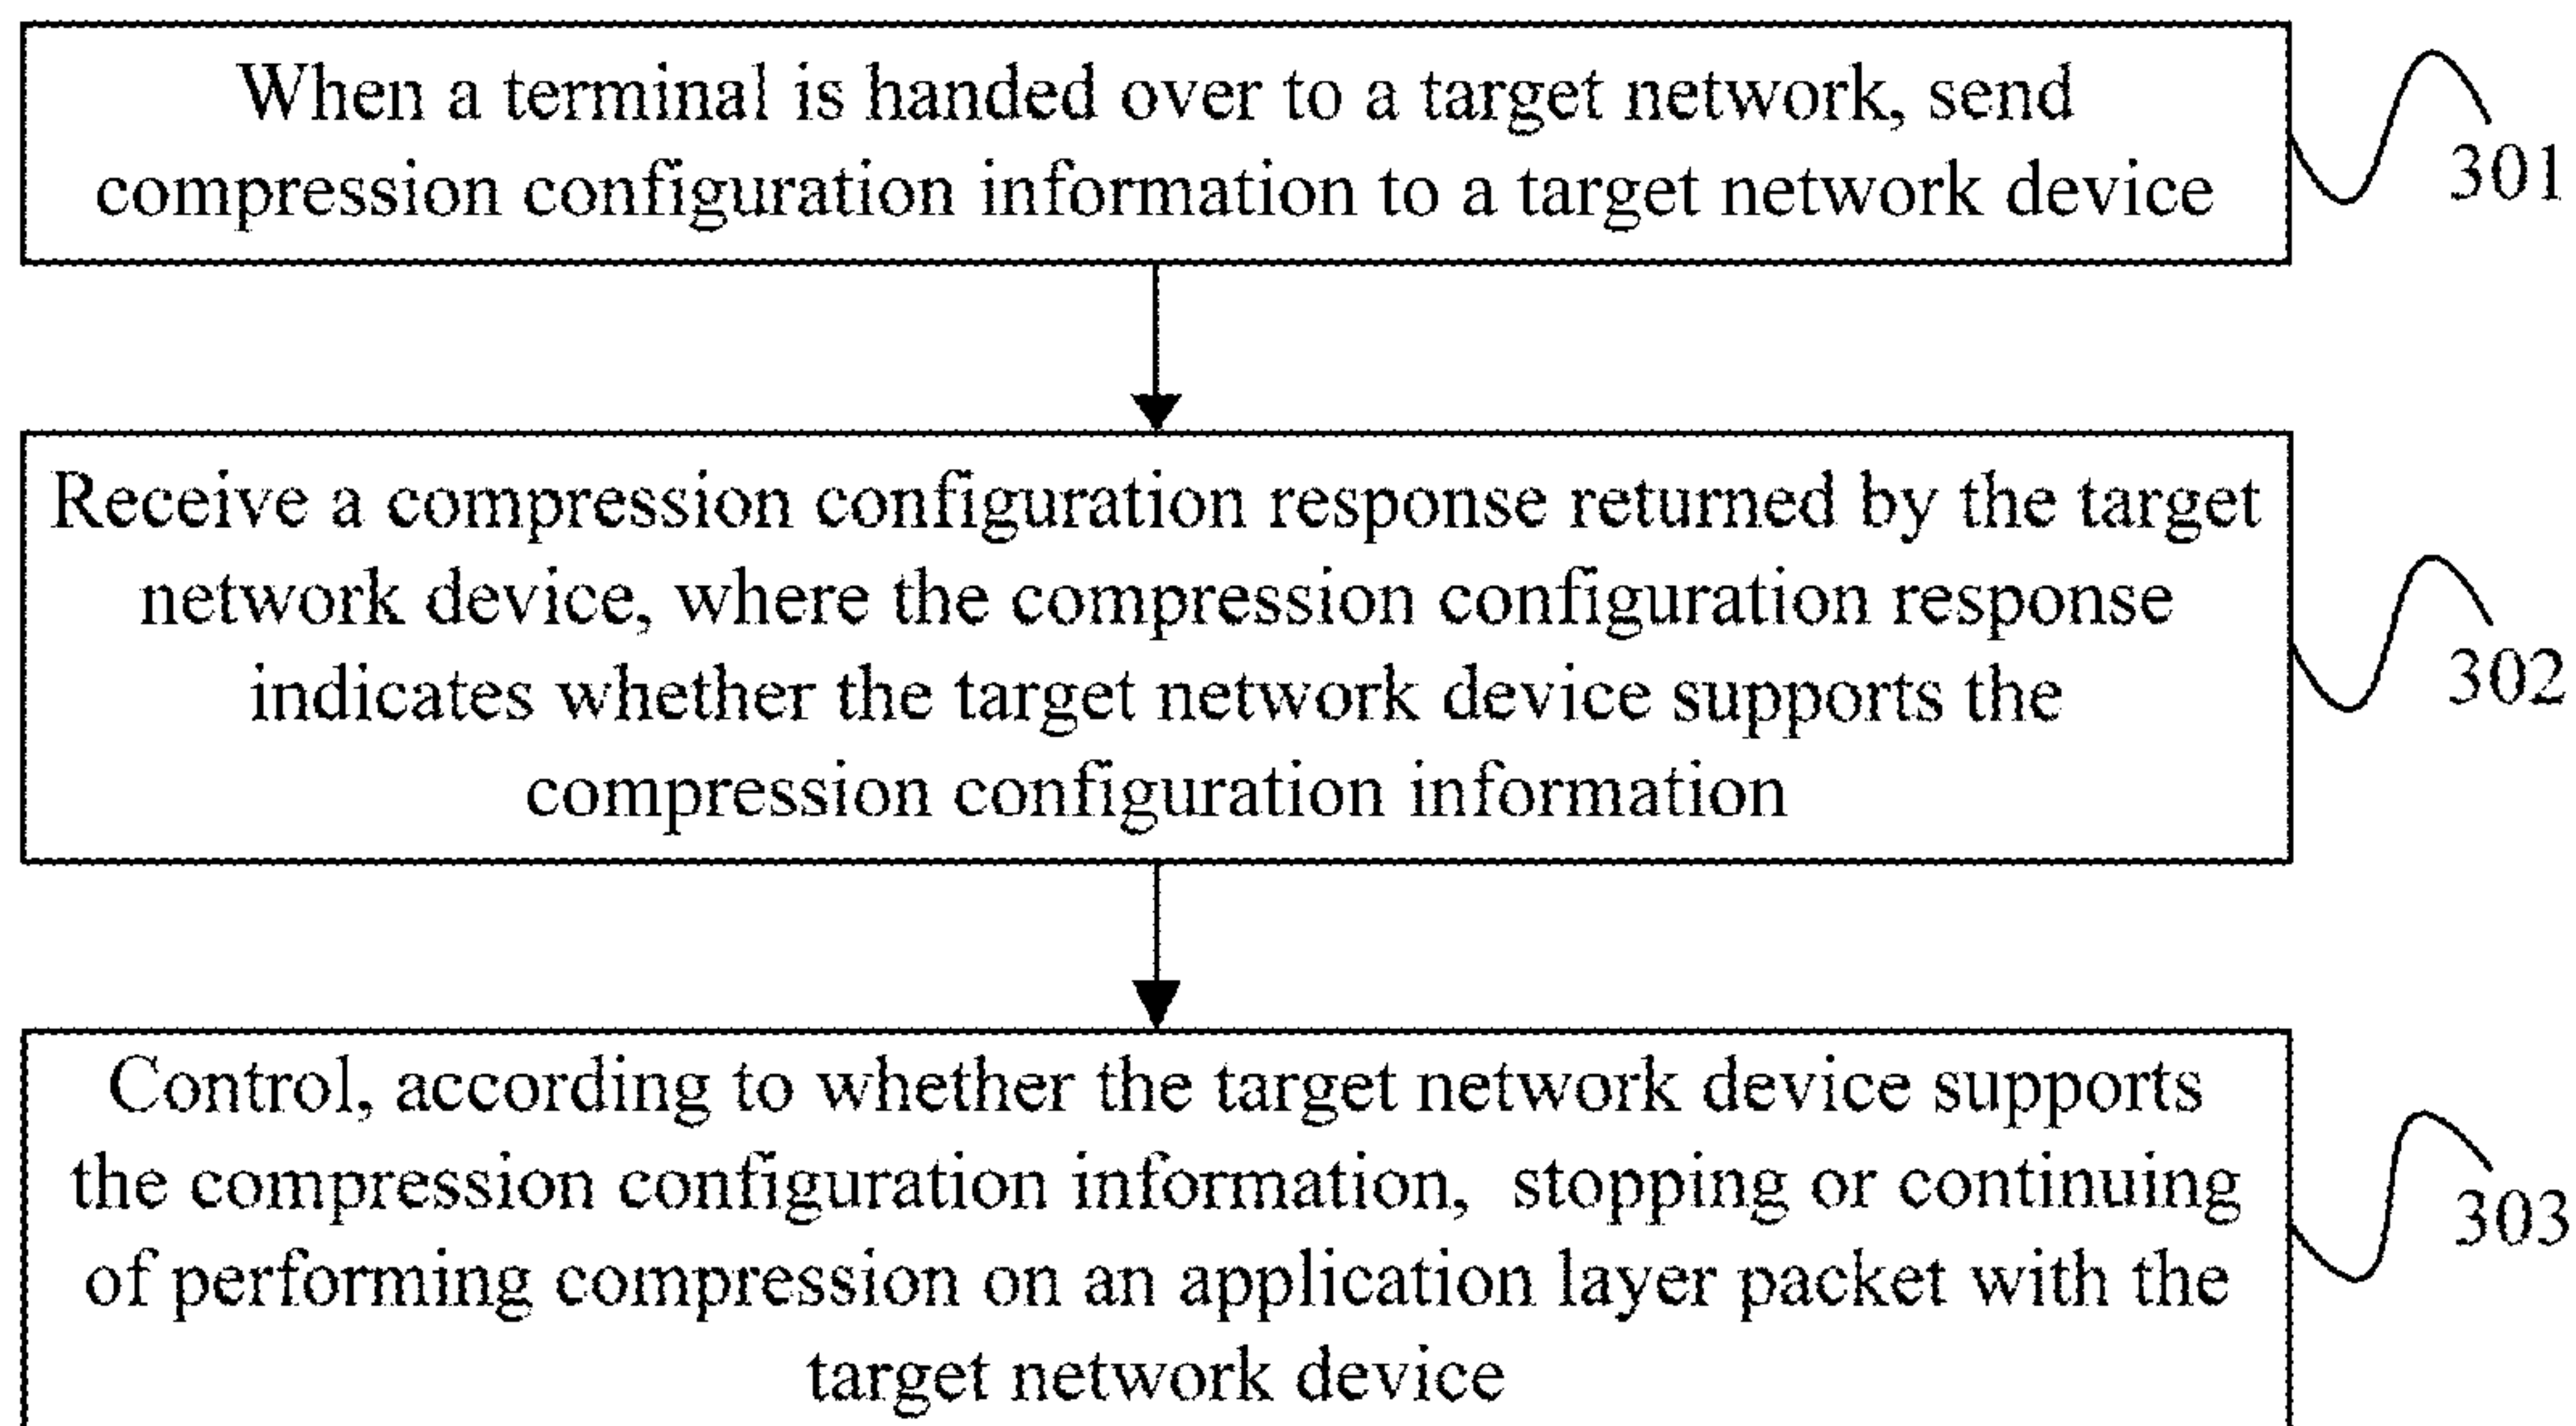 When a terminal is handed over to a target network, send
compression configuration information to a target network device
301
Receive a compression configuration response returned by the target
network device, where the compression configuration response
indicates whether the target network device supports the
compression configuration information
302
Control, according to whether the target network device supports
the compression configuration information, stopping or continuing
of performing compression on an application layer packet with the
target network device
303